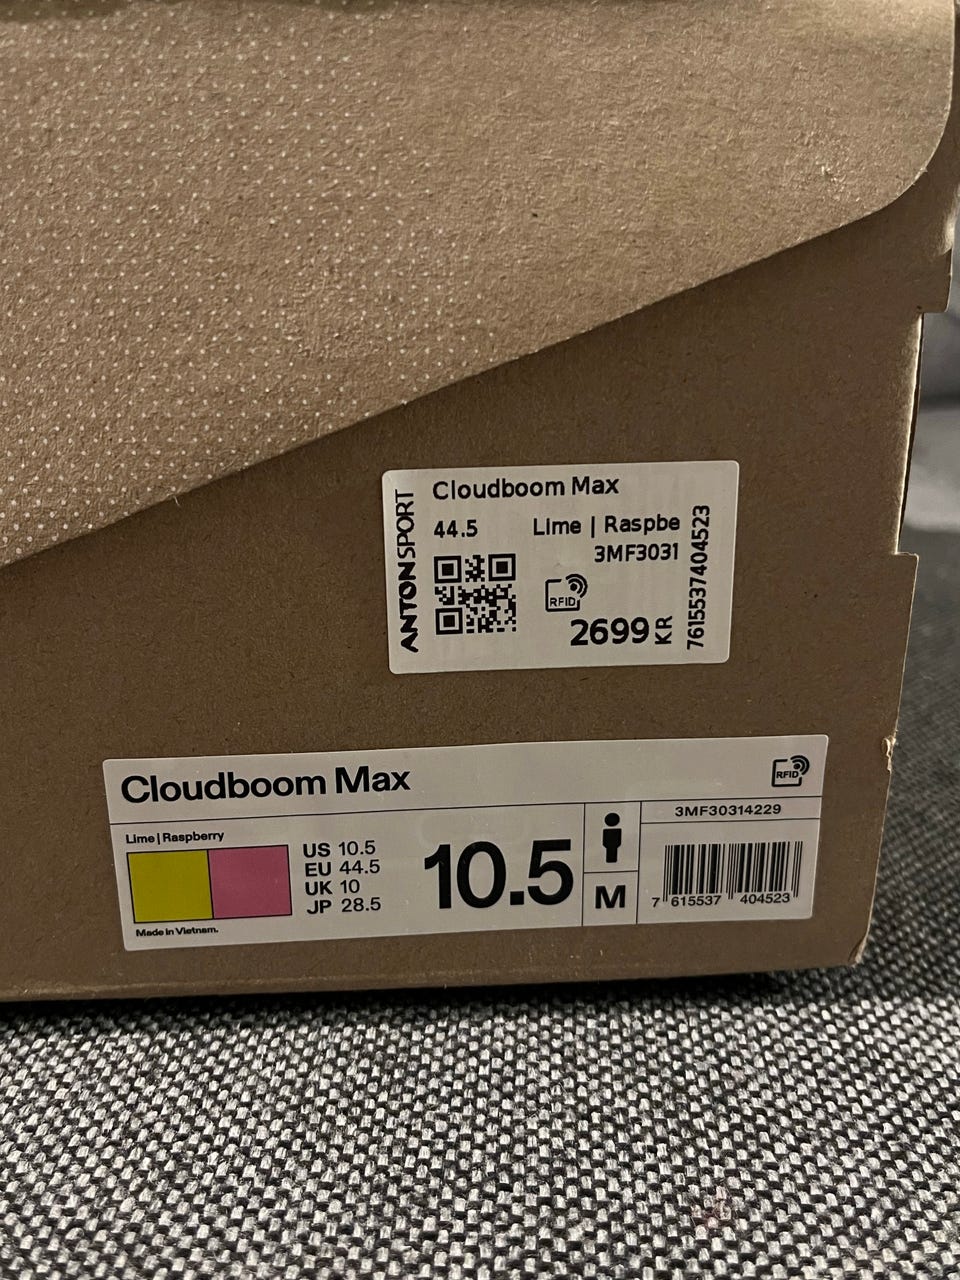 ANTON SPORT
Cloudboom Max
44.5 Lime | Raspbe
3MF3031
RFID
2699 KR
7615537404523
Cloudboom Max
RFID
Lime | Raspberry
US 10.5
EU 44.5
UK 10
JP 28.5
10.5
M
3MF30314229
7 615537 404523
Made in Vietnam.